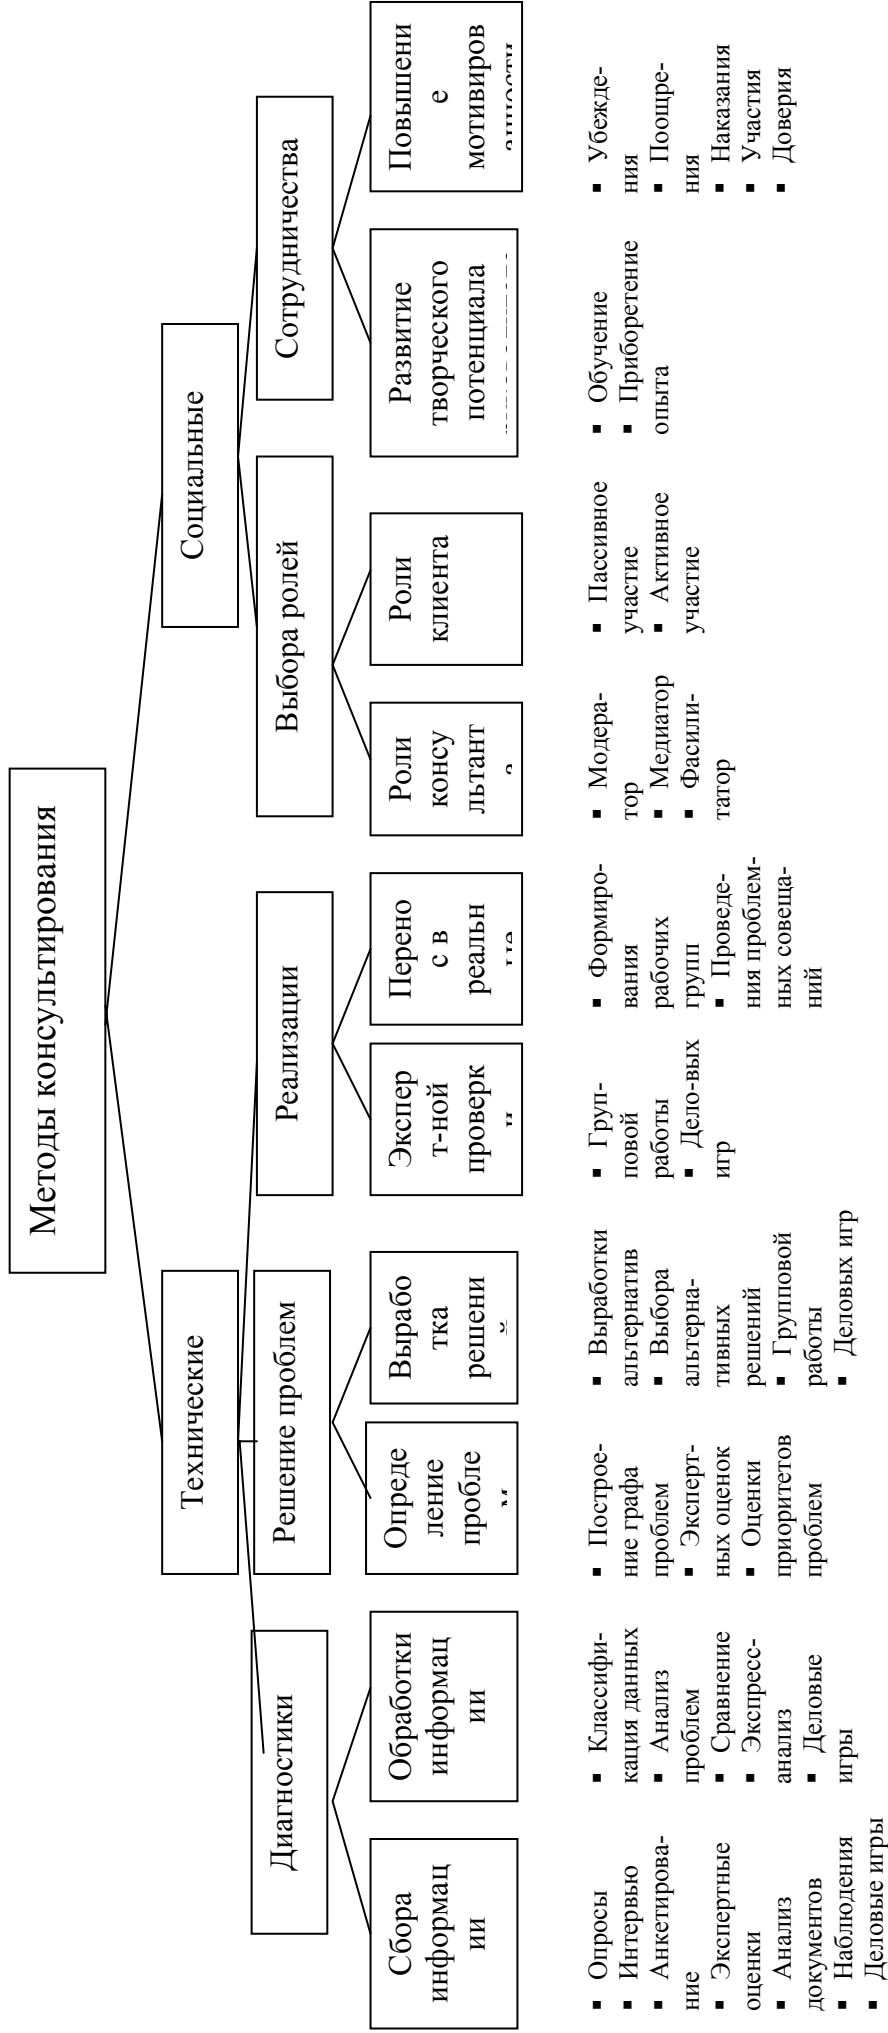 Методы консультирования
Технические
Социальные
Диагностики
Решение проблем
Реализации
Выбора ролей
Сотрудничества
Сбора
информац
ии
Обработки
информац
ии
Опреде
ление
пробле
м
Вырабо
тка
решени
й
Экспер
т-ной
проверк
и
Перено
с в
реальн
Роли
консу
льтант
а
Роли
клиента
Развитие
творческого
потенциала
Повышени
е
мотивиров
анности
▪ Опросы
▪ Интервью
▪ Анкетирова-
ние
▪ Экспертные
оценки
▪ Анализ
документов
▪ Наблюдения
▪ Деловые игры
▪ Классифи-
кация данных
▪ Анализ
проблем
▪ Сравнение
▪ Экспресс-
анализ
▪ Деловые
игры
▪ Построе-
ние графа
проблем
▪ Эксперт-
ных оценок
▪ Оценки
приоритетов
проблем
▪ Выработки
альтернатив
▪ Выбора
альтерна-
тивных
решений
▪ Групповой
работы
▪ Деловых игр
▪ Груп-
повой
работы
▪ Дело-вых
игр
▪ Формиро-
вания
рабочих
групп
▪ Проведе-
ния проблем-
ных совеща-
ний
▪ Модера-
тор
▪ Медиатор
▪ Фасили-
татор
▪ Пассивное
участие
▪ Активное
участие
▪ Обучение
▪ Приборетение
опыта
▪ Убежде-
ния
▪ Поощре-
ния
▪ Наказания
▪ Участия
▪ Доверия